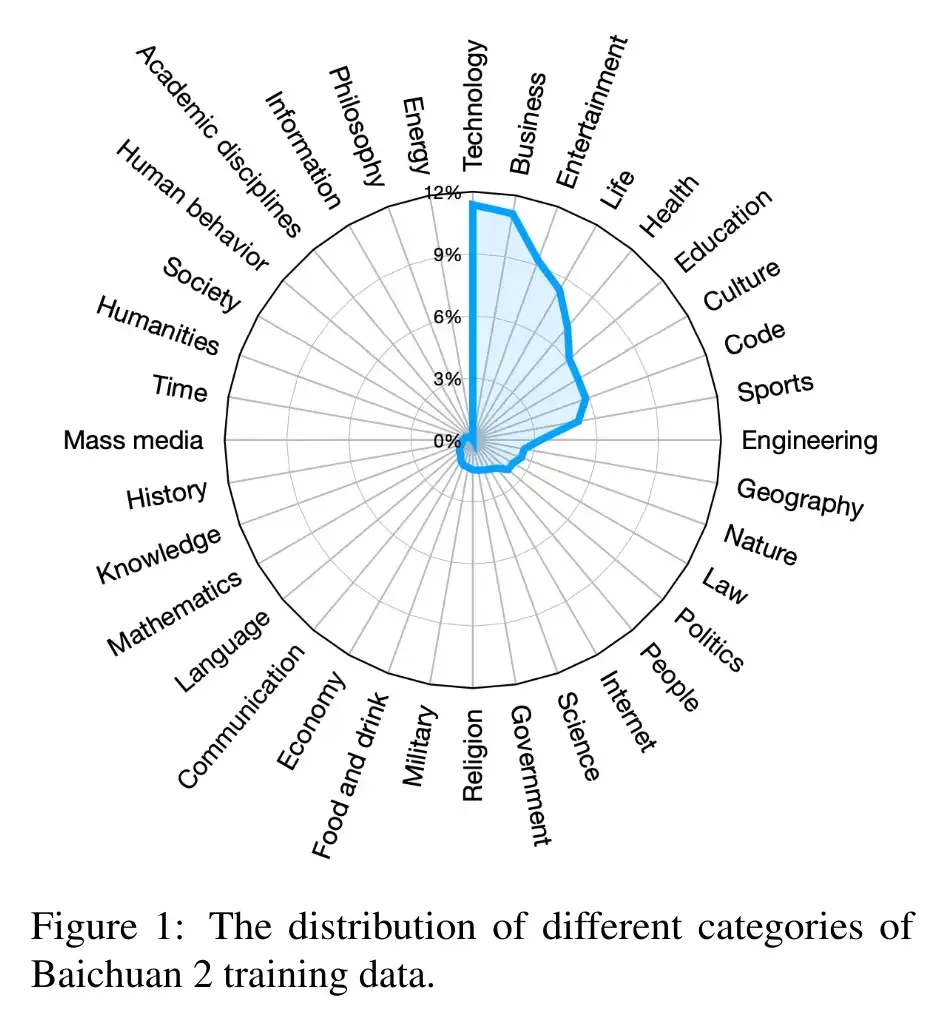 Technology
Business
Entertainment
Life
Health
Education
Culture
Code
Sports
Engineering
Geography
Nature
Law
Politics
People
Internet
Science
Government
Religion
Military
Food and drink
Economy
Communication
Language
Mathematics
Knowledge
History
Mass media
Time
Humanities
Society
Human behavior
Academic disciplines
Information
Philosophy
Energy
12%
9%
6%
3%
0%
Figure 1: The distribution of different categories of
Baichuan 2 training data.